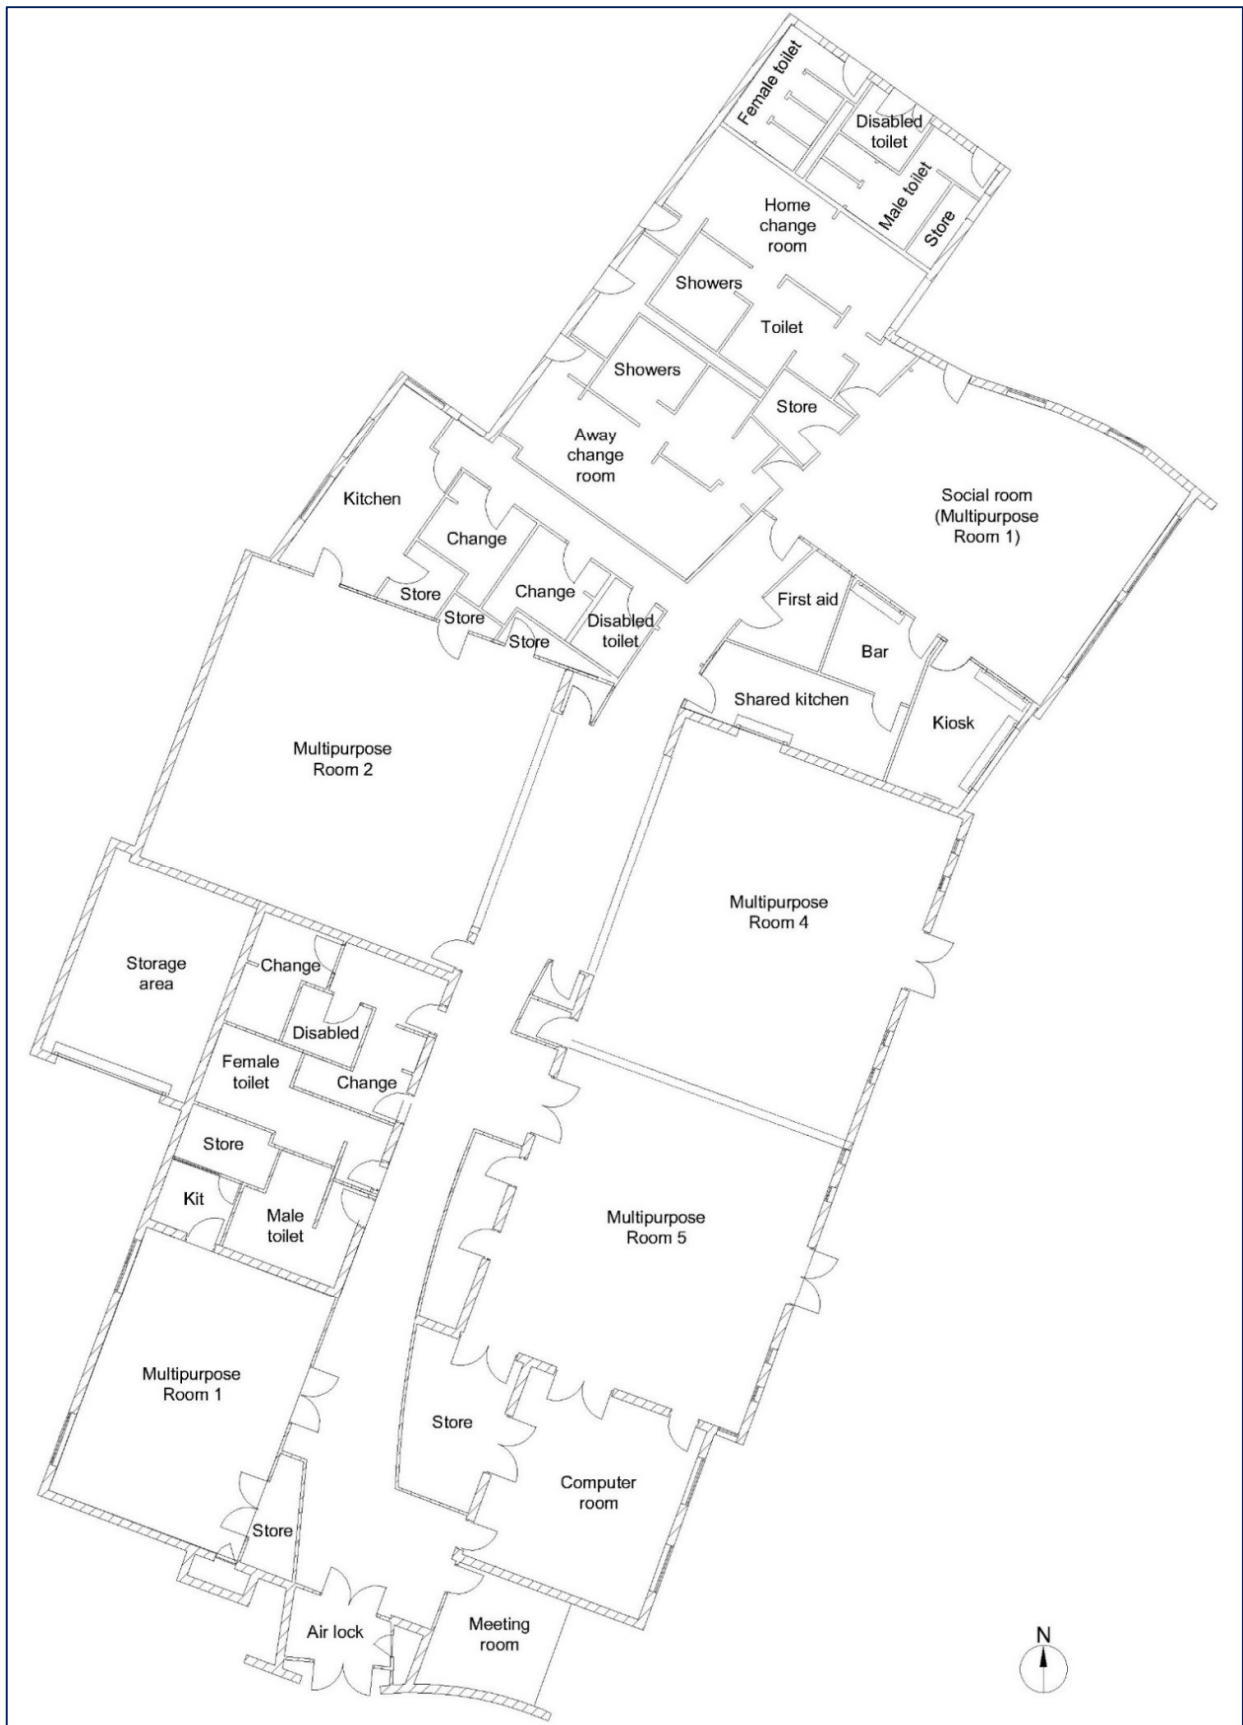 Female toilet
Disabled
toilet
Male toilet
Store
Home
change
room
Showers
Toilet
Showers
Store
Away
change
room
Kitchen
Change
Change
Store
Store
Store
Disabled
toilet
Social room
(Multipurpose
Room 1)
First aid
Bar
Shared kitchen
Kiosk
Multipurpose
Room 2
Multipurpose
Room 4
Storage
area
Change
Disabled
Female
toilet
Change
Store
Kit
Male
toilet
Multipurpose
Room 5
Multipurpose
Room 1
Store
Computer
room
Store
Air lock
Meeting
room
N